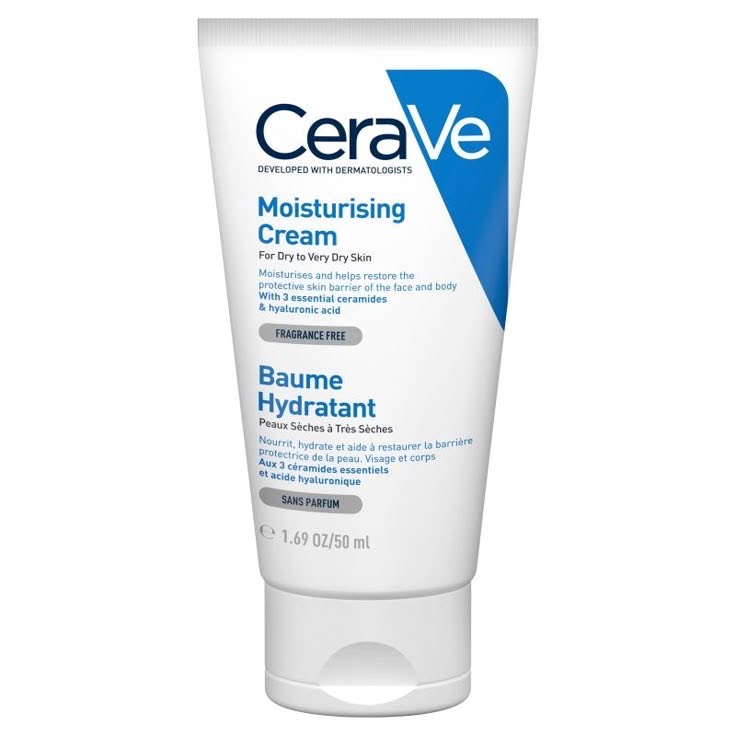 CeraVe
DEVELOPED WITH DERMATOLOGISTS
Moisturising
Cream
For Dry to Very Dry Skin
Moisturises and helps restore the
protective skin barrier of the face and body
With 3 essential ceramides
& hyaluronic acid
FRAGRANCE FREE
Baume
Hydratant
Peaux Sèches à Très Sèches
Nourrit, hydrate et aide à restaurer la barrière
protectrice de la peau. Visage et corps
Aux 3 céramides essentiels
et acide hyaluronique
SANS PARFUM
℮ 1.69 OZ/50 ml